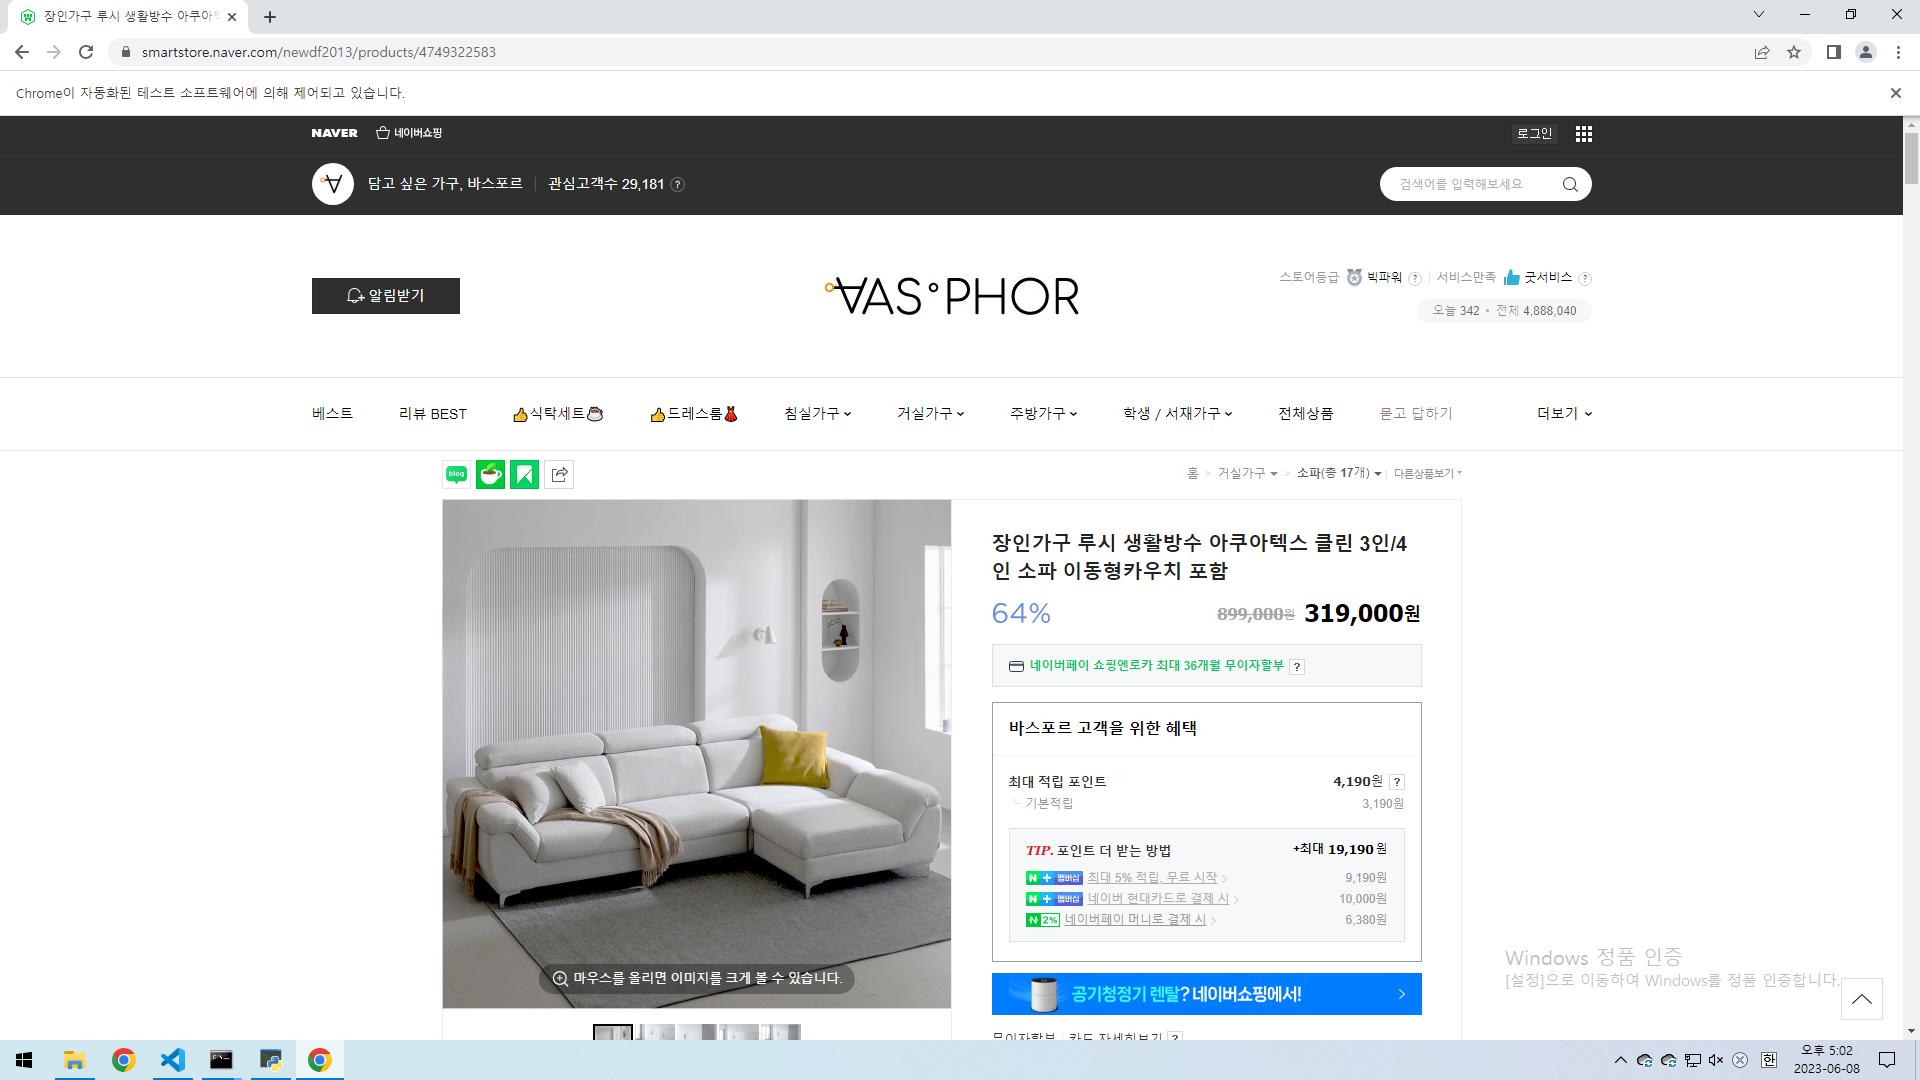 장인가구 루시 생활방수 아쿠아텍
smartstore.naver.com/newdf2013/products/4749322583
Chrome이 자동화된 테스트 소프트웨어에 의해 제어되고 있습니다.
NAVER 네이버쇼핑
로그인
담고 싶은 가구, 바스포르 관심고객수 29,181 ?
검색어를 입력해보세요
알림받기
VAS°PHOR
스토어등급 빅파워 ? 서비스만족 굿서비스 ?
오늘 342 • 전체 4,888,040
베스트 리뷰 BEST 👍식탁세트☕ 👍드레스룸👗 침실가구 거실가구 주방가구 학생 / 서재가구 전체상품 묻고 답하기 더보기
blog
홈 > 거실가구 > 소파(총 17개) 다른상품보기
장인가구 루시 생활방수 아쿠아텍스 클린 3인/4
인 소파 이동형카우치 포함
64% 899,000원 319,000원
네이버페이 쇼핑엔로카 최대 36개월 무이자할부 ?
바스포르 고객을 위한 혜택
최대 적립 포인트 4,190원 ?
기본적립 3,190원
TIP. 포인트 더 받는 방법 +최대 19,190 원
N + 멤버십 최대 5% 적립, 무료 시작 > 9,190원
N + 멤버십 네이버 현대카드로 결제 시 > 10,000원
N 2% 네이버페이 머니로 결제 시 > 6,380원
마우스를 올리면 이미지를 크게 볼 수 있습니다.
공기청정기 렌탈? 네이버쇼핑에서!
무이자할부 카드 자세히보기 ?
Windows 정품 인증
[설정]으로 이동하여 Windows를 정품 인증합니다.
한
오후 5:02
2023-06-08